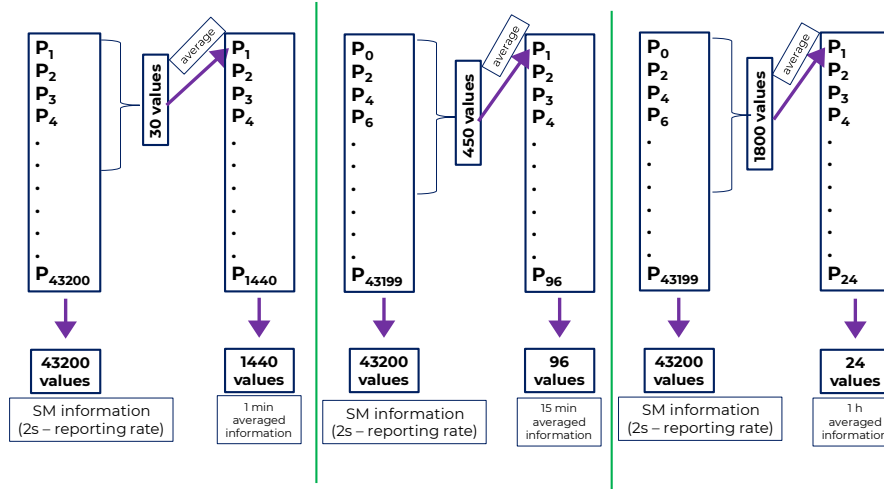 P₁
P₂
P₃
P₄
.
.
.
.
.
.
P₄₃₂₀₀
30 values
average
P₁
P₂
P₃
P₄
.
.
.
.
.
.
P₁₄₄₀
43200
values
1440
values
SM information
(2s – reporting rate)
1 min
averaged
information
P₀
P₂
P₄
P₆
.
.
.
.
.
.
P₄₃₁₉₉
450 values
average
P₁
P₂
P₃
P₄
.
.
.
.
.
.
P₉₆
43200
values
96
values
SM information
(2s – reporting rate)
15 min
averaged
information
P₀
P₂
P₄
P₆
.
.
.
.
.
.
P₄₃₁₉₉
1800 values
average
P₁
P₂
P₃
P₄
.
.
.
.
.
.
P₂₄
43200
values
24
values
SM information
(2s – reporting rate)
1 h
averaged
information